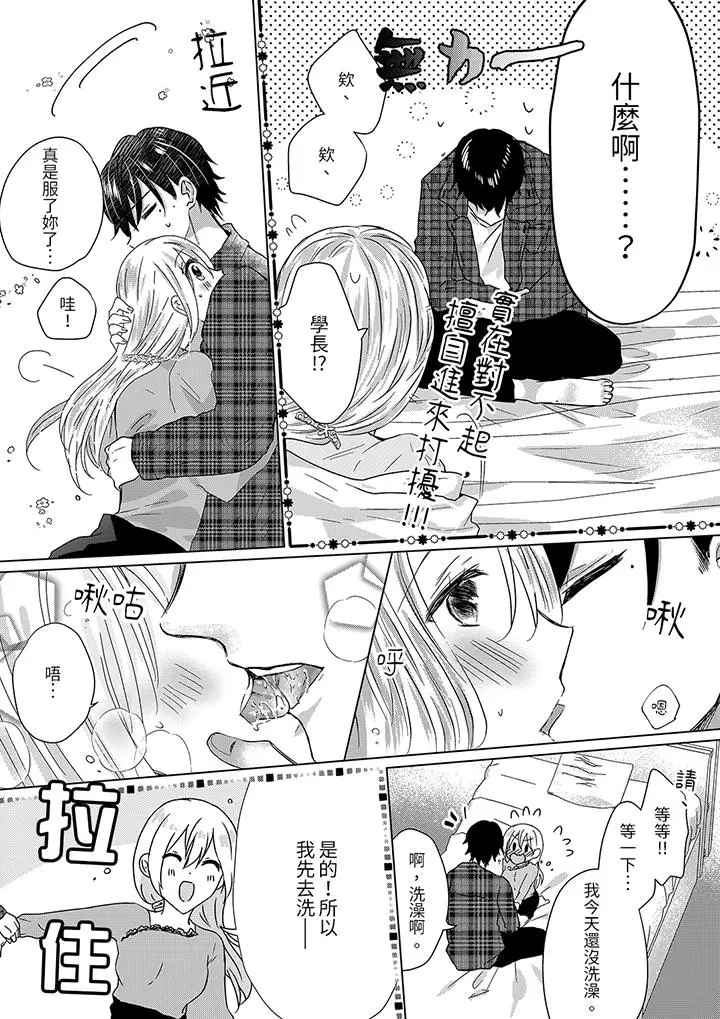 什麼啊……？
無力——
欸、
欸、
學長!?
實在對不起，
擅自進來打擾!!!
拉近
真是服了妳了…
哇！
啾
嗯
呼
啾咕
唔…
請、
等等!!
等一下…
我今天還沒洗澡。
啊，洗澡啊。
是的！所以
我先去洗——
拉住